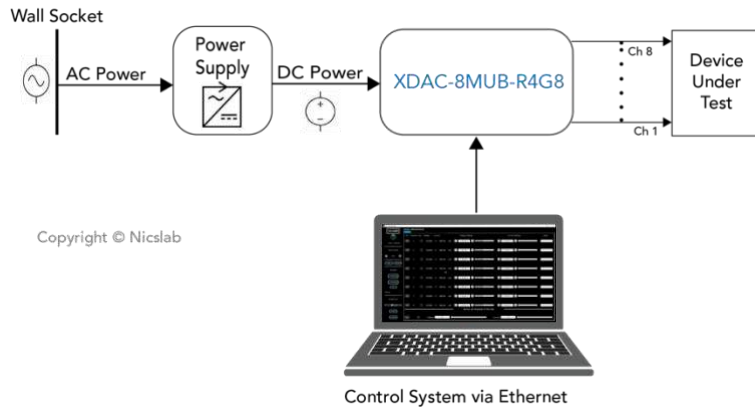 Wall Socket
AC Power
Power
Supply
DC Power
XDAC-8MUB-R4G8
Ch 8
Ch 1
Device
Under
Test
Copyright © Nicslab
Control System via Ethernet